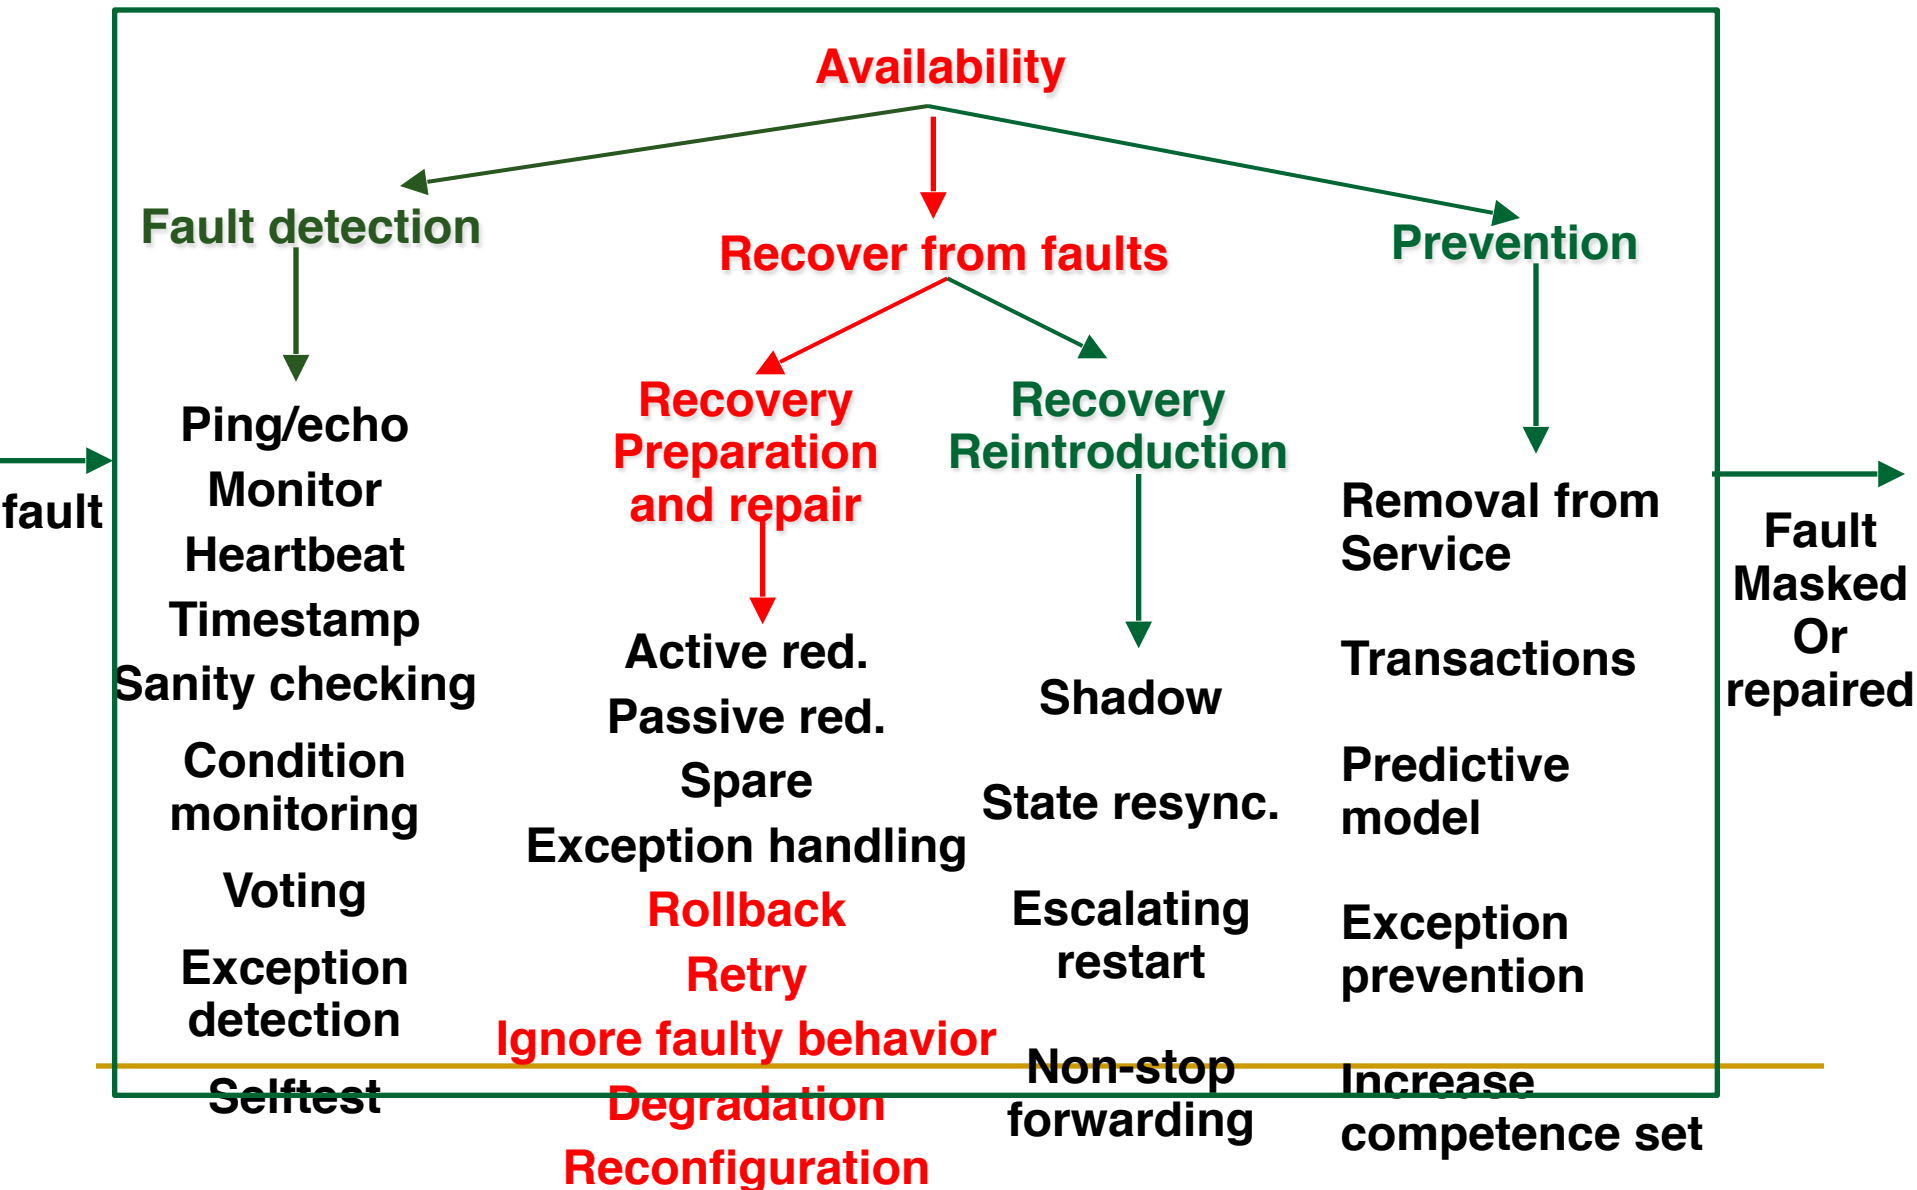 Availability
Fault detection
Recover from faults
Prevention
fault
Ping/echo
Monitor
Heartbeat
Timestamp
Sanity checking
Condition
monitoring
Voting
Exception
detection
Selftest
Recovery
Preparation
and repair
Active red.
Passive red.
Spare
Exception handling
Rollback
Retry
Ignore faulty behavior
Degradation
Reconfiguration
Recovery
Reintroduction
Shadow
State resync.
Escalating
restart
Non-stop
forwarding
Removal from
Service
Transactions
Predictive
model
Exception
prevention
Increase
competence set
Fault
Masked
Or
repaired